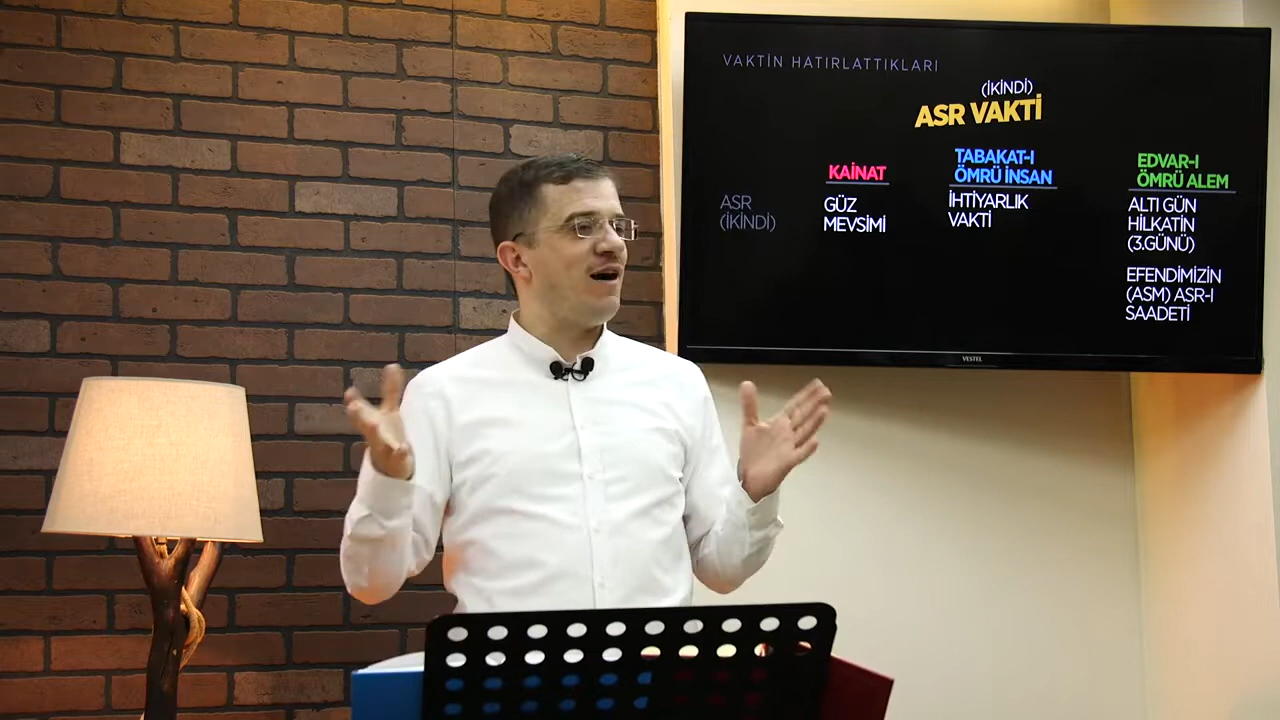 VAKTİN HATIRLATTIKLARI
(İKİNDİ)
ASR VAKTİ
KAİNAT
TABAKAT-I
ÖMRÜ İNSAN
EDVAR-I
ÖMRÜ ALEM
ASR
(İKİNDİ)
GÜZ
MEVSİMİ
İHTİYARLIK
VAKTİ
ALTI GÜN
HİLKATİN
(3.GÜNÜ)
EFENDİMİZİN
(ASM) ASR-I
SAADETİ
VESTEL